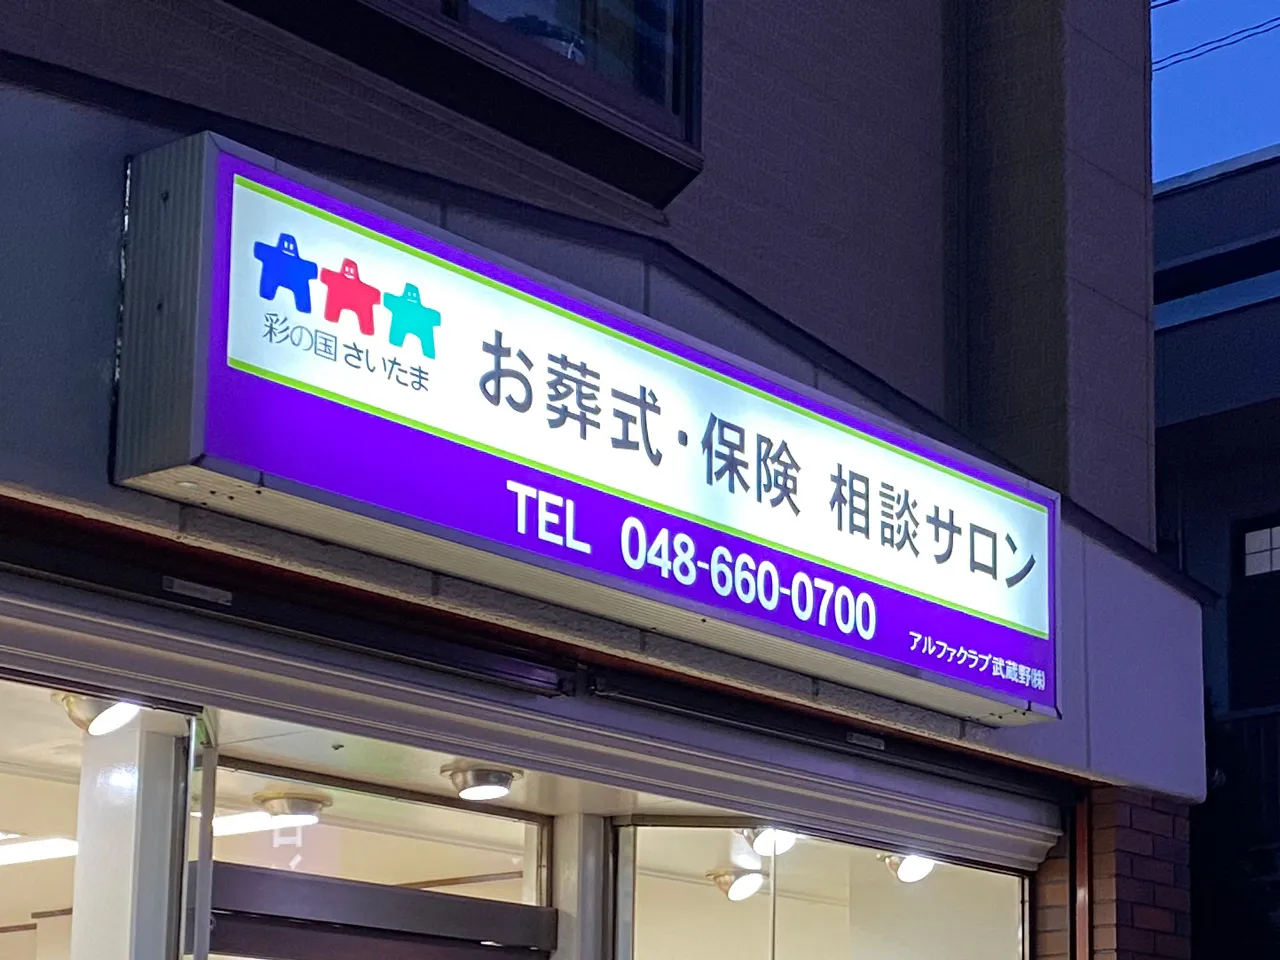 彩の国 さいたま
お葬式・保険 相談サロン
TEL 048-660-0700
アルファクラブ武蔵野㈱